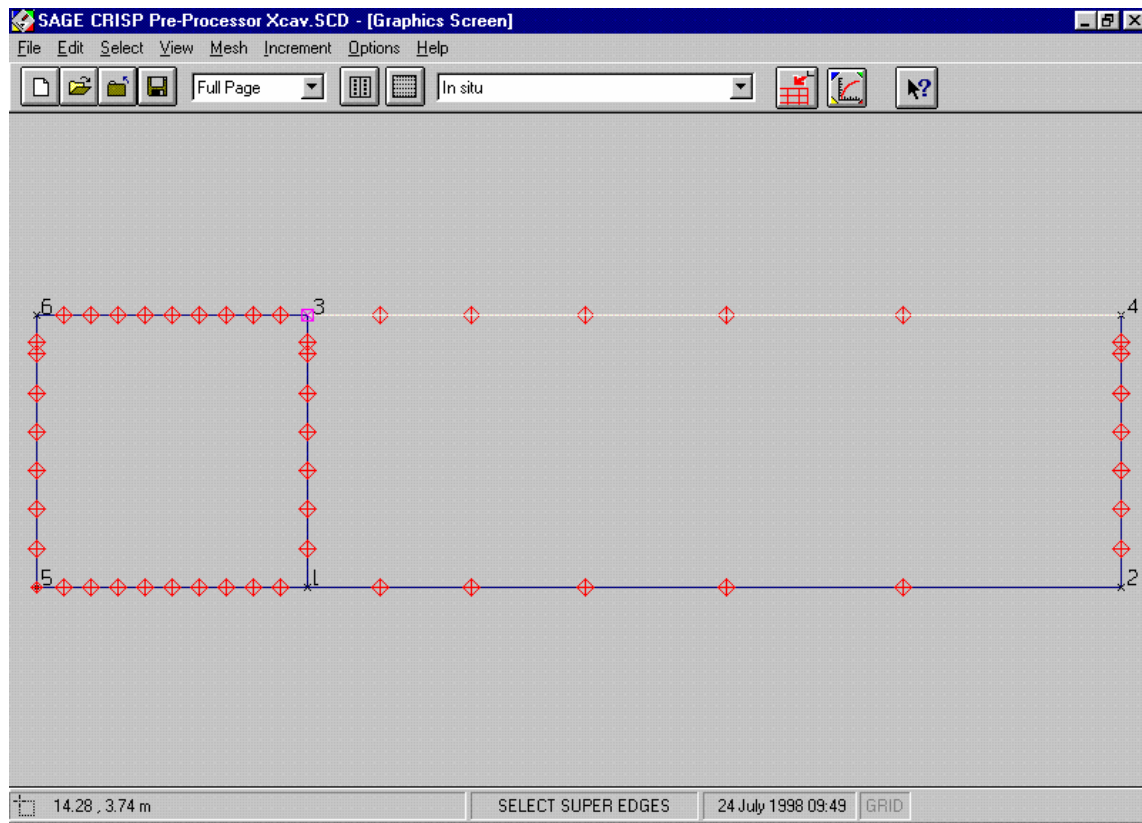 SAGE CRISP Pre-Processor Xcav.SCD - [Graphics Screen]
File Edit Select View Mesh Increment Options Help
Full Page In situ
6 3 4
5 1 2
14.28 , 3.74 m SELECT SUPER EDGES 24 July 1998 09:49 GRID